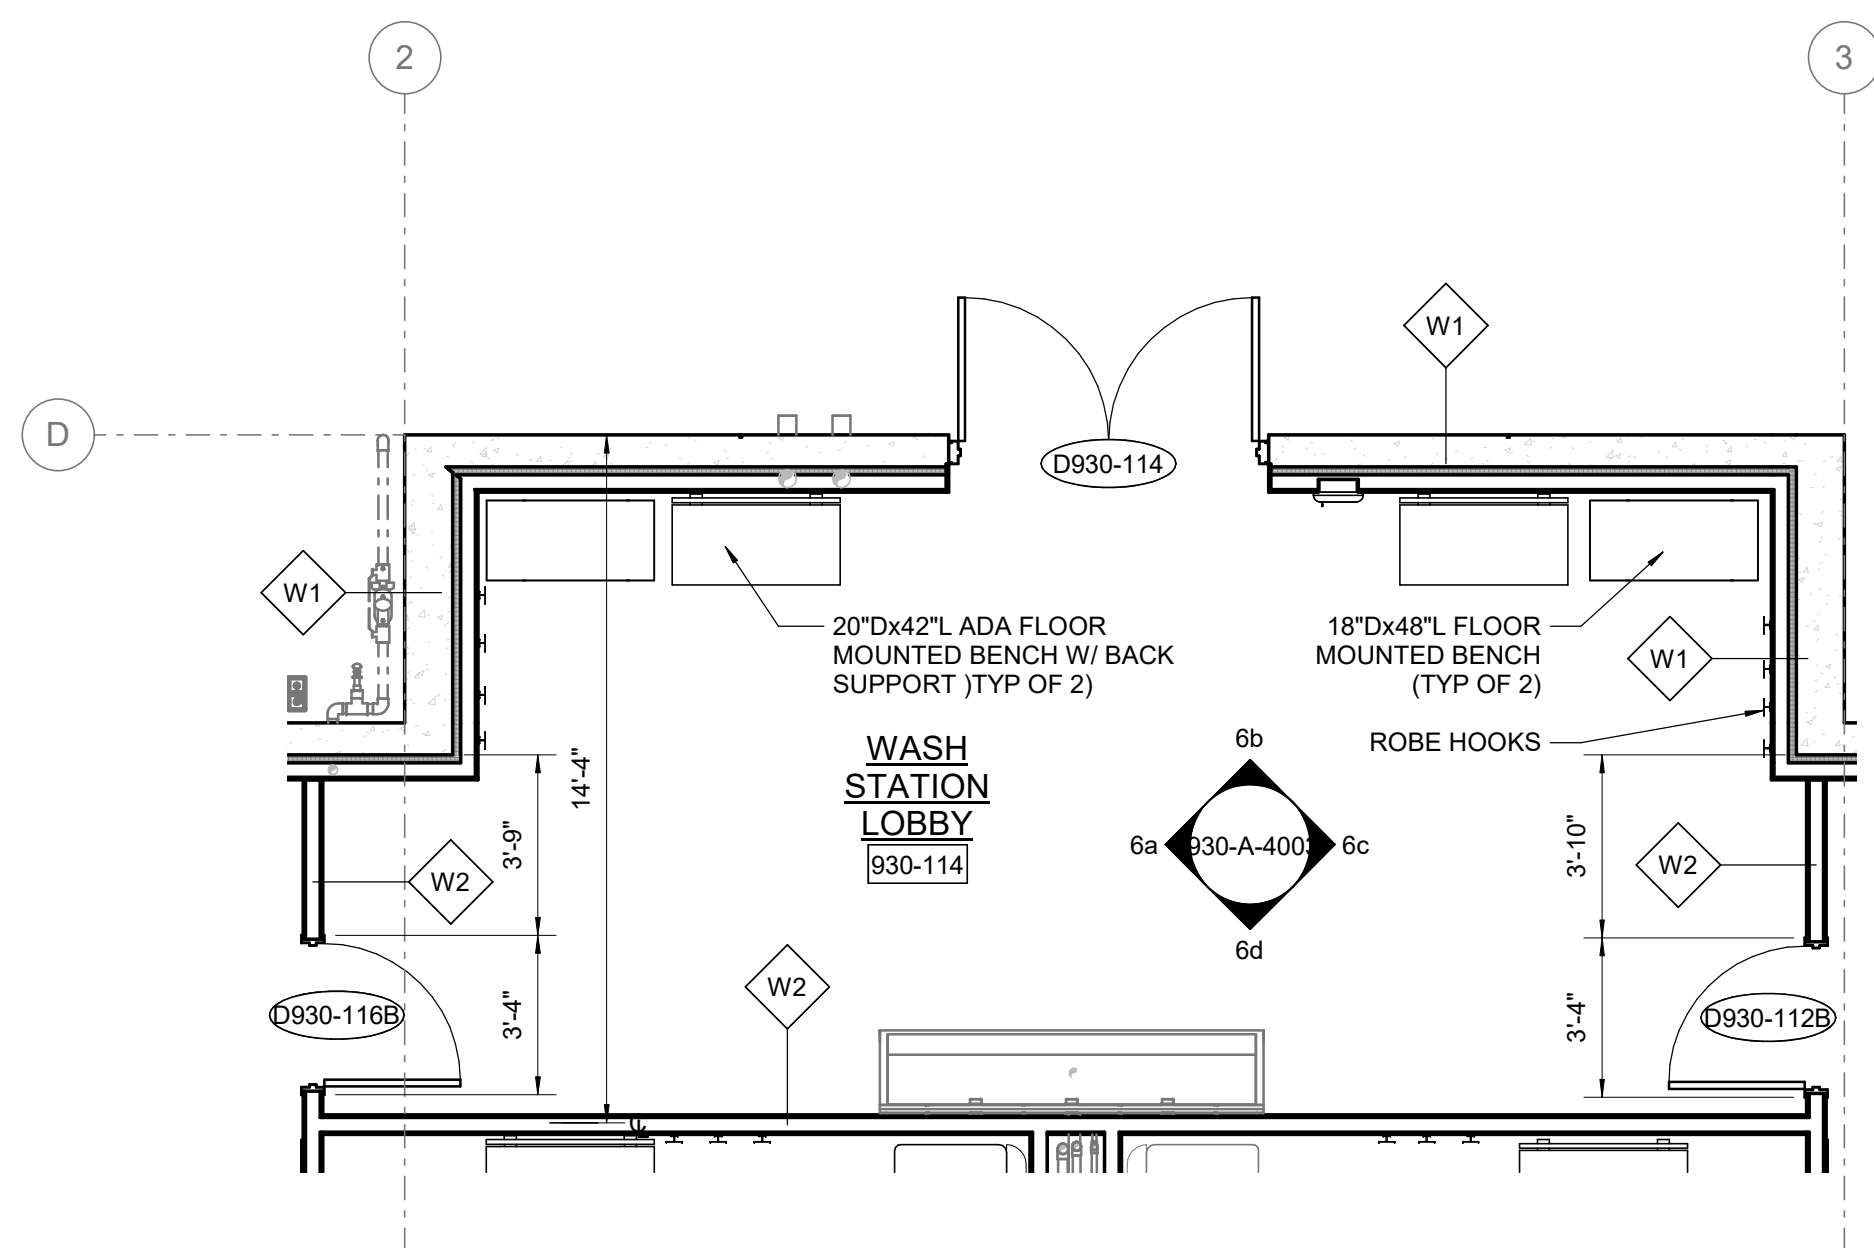 2
3
D
W1
D930-114
W1
20"Dx42"L ADA FLOOR
MOUNTED BENCH W/ BACK
SUPPORT )TYP OF 2)
18"Dx48"L FLOOR
MOUNTED BENCH
(TYP OF 2)
W1
ROBE HOOKS
WASH
STATION
LOBBY
930-114
14'-4"
6b
6a
930-A-4003
6c
6d
3'-9"
3'-10"
W2
W2
W2
D930-116B
3'-4"
3'-4"
D930-112B
℄